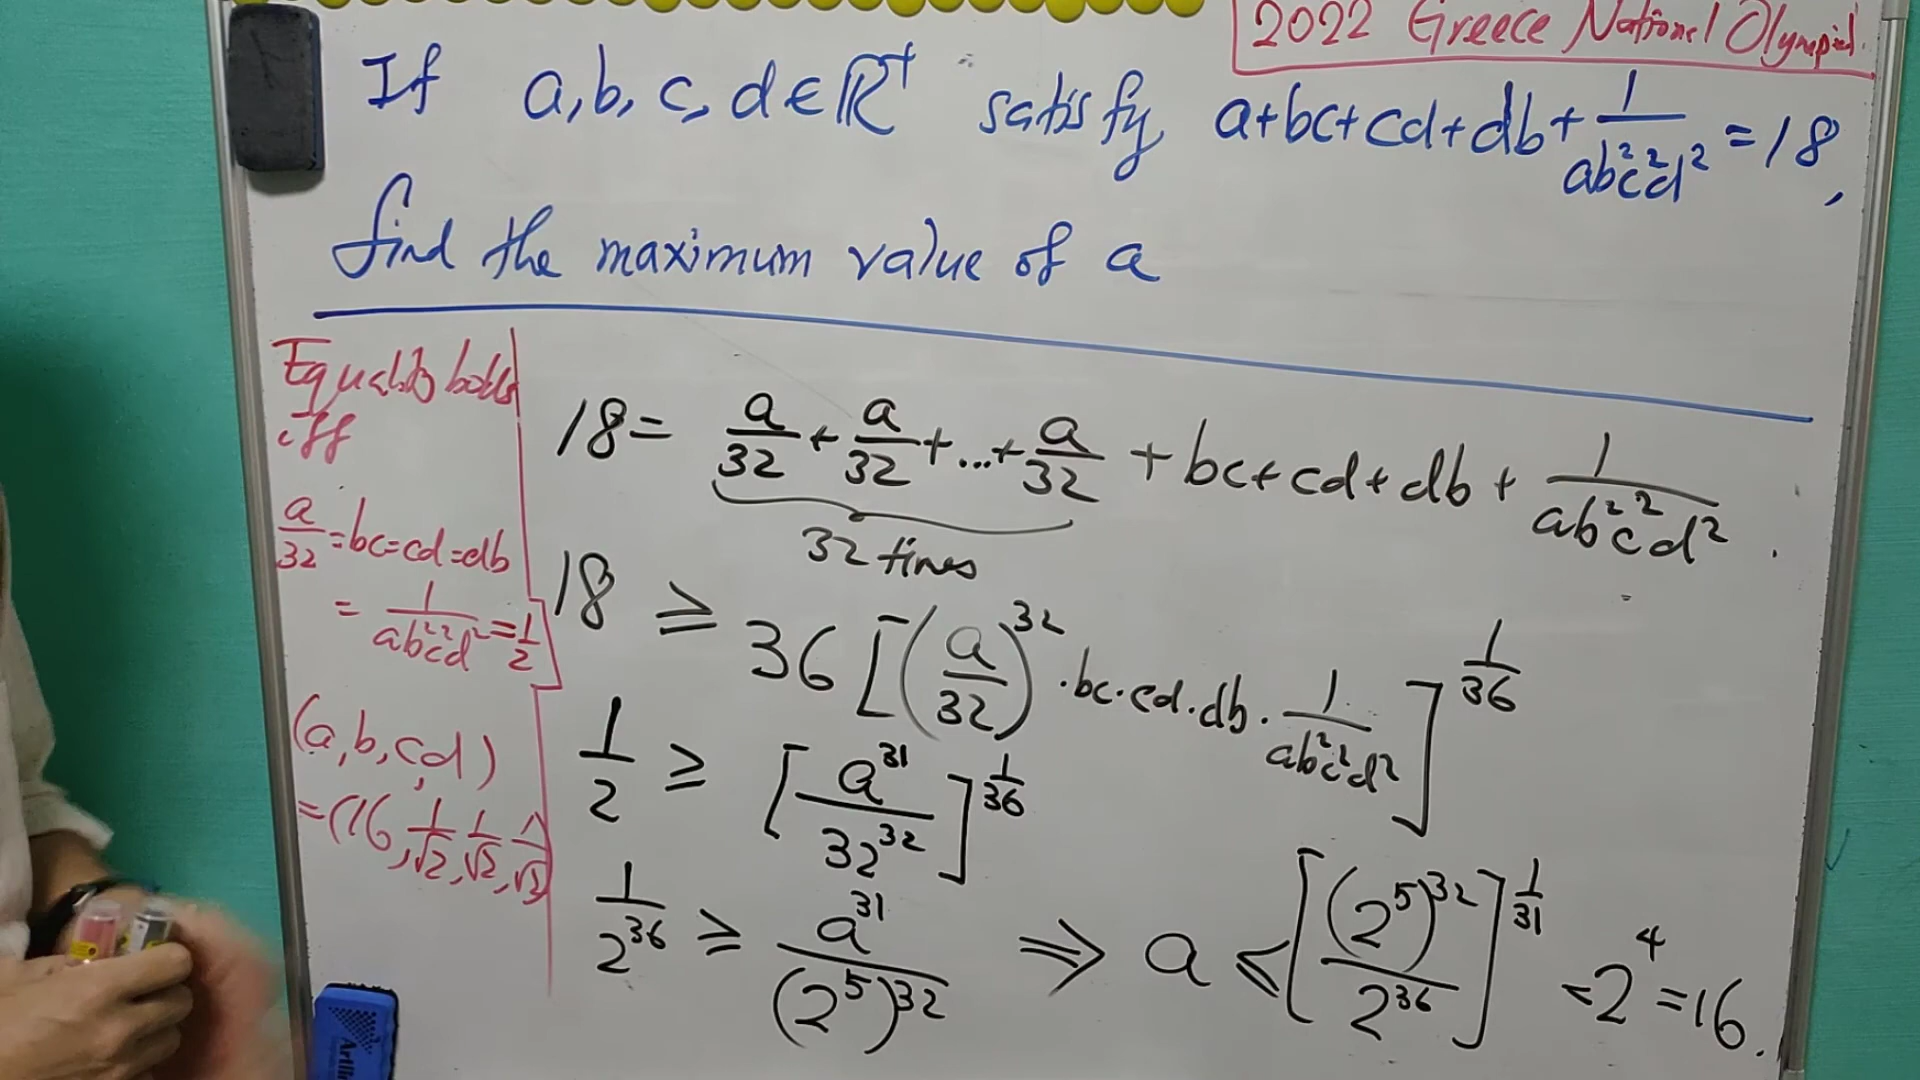 2022 Greece National Olympiad
If a,b,c,d∈R⁺ satisfy a+bc+cd+db+1/(ab²c²d²)=18,
find the maximum value of a
Equality holds
iff
a/32=bc=cd=db
=1/(ab²c²d²)=1/2
(a,b,c,d)
=(16,1/√2,1/√2,1/√2)
18= a/32+a/32+...+a/32+bc+cd+db+1/(ab²c²d²).
32 times
18 ≥ 36[(a/32)³²·bc·cd·db·1/(ab²c²d²)]^(1/36)
1/2 ≥ [a³¹/32³²]^(1/36)
1/2³⁶ ≥ a³¹/(2⁵)³² ⇒ a ≤ [(2⁵)³²/2³⁶]^(1/31) =2⁴=16.
Artline